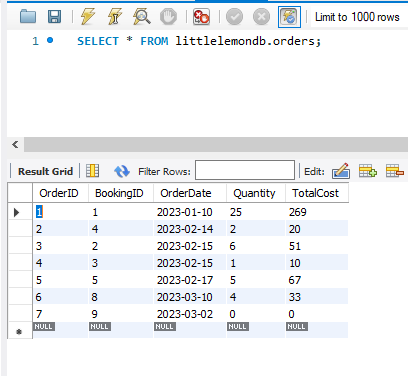 Limit to 1000 rows
1 SELECT * FROM littlelemondb.orders;
Result Grid Filter Rows: Edit:
OrderID BookingID OrderDate Quantity TotalCost
1 1 2023-01-10 25 269
2 4 2023-02-14 2 20
3 2 2023-02-15 6 51
4 3 2023-02-15 1 10
5 5 2023-02-17 5 67
6 8 2023-03-10 4 33
7 9 2023-03-02 0 0
NULL NULL NULL NULL NULL